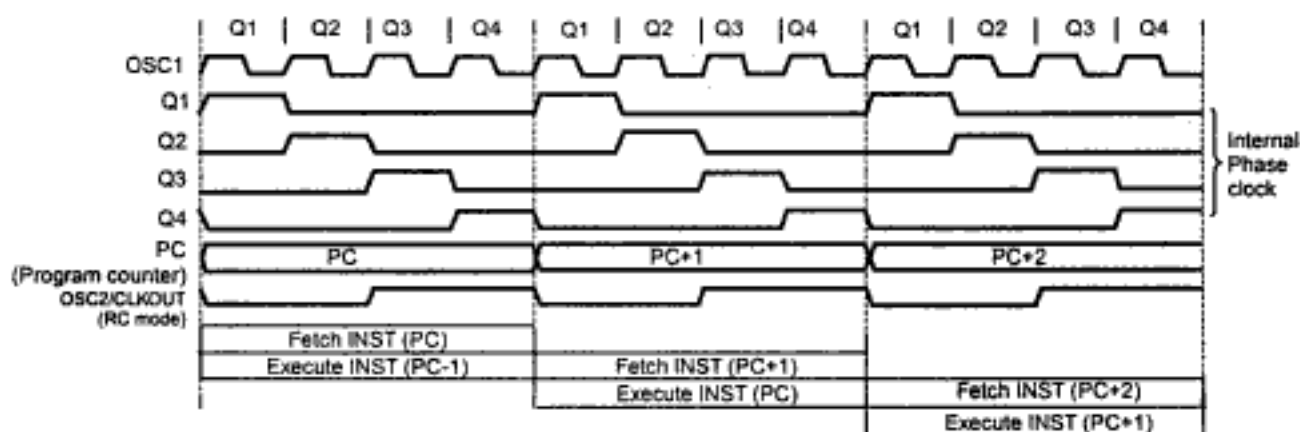 Q1 Q2 Q3 Q4 Q1 Q2 Q3 Q4 Q1 Q2 Q3 Q4
OSC1
Q1
Q2
Q3
Q4
Internal
Phase
clock
PC
(Program counter)
PC PC+1 PC+2
OSC2/CLKOUT
(RC mode)
Fetch INST (PC)
Execute INST (PC-1) Fetch INST (PC+1)
Execute INST (PC) Fetch INST (PC+2)
Execute INST (PC+1)